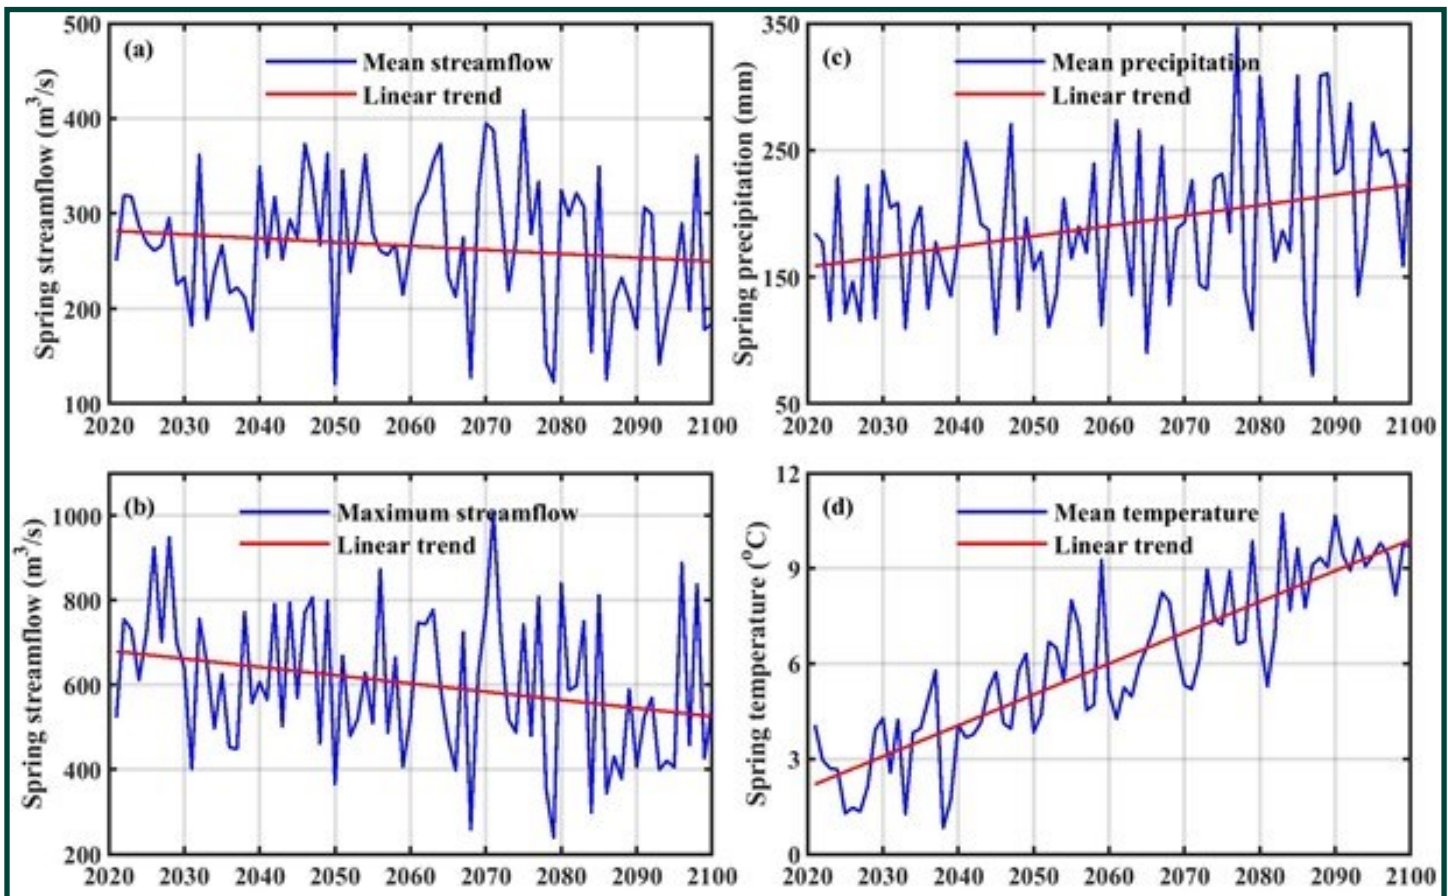 500
400
300
200
100
Spring streamflow (m³/s)
(a)
Mean streamflow
Linear trend
2020 2030 2040 2050 2060 2070 2080 2090 2100
350
250
150
50
Spring precipitation (mm)
(c)
Mean precipitation
Linear trend
2020 2030 2040 2050 2060 2070 2080 2090 2100
1000
800
600
400
200
Spring streamflow (m³/s)
(b)
Maximum streamflow
Linear trend
2020 2030 2040 2050 2060 2070 2080 2090 2100
12
9
6
3
0
Spring temperature (°C)
(d)
Mean temperature
Linear trend
2020 2030 2040 2050 2060 2070 2080 2090 2100